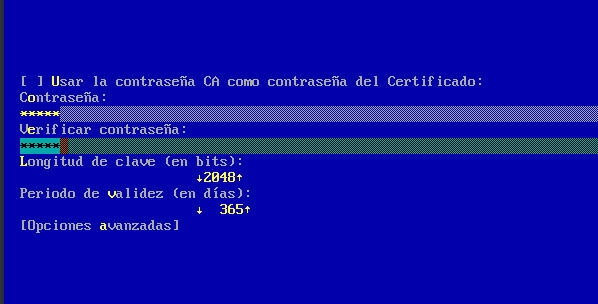 [ ] Usar la contraseña CA como contraseña del Certificado:
Contraseña:
*****
Verificar contraseña:
*****
Longitud de clave (en bits):
↓2048↑
Periodo de validez (en días):
↓ 365↑
[Opciones avanzadas]